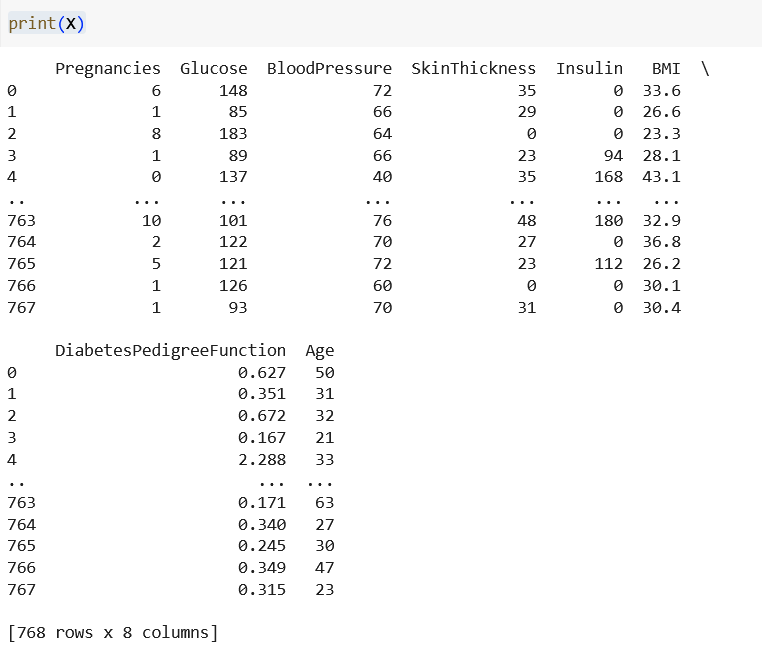 print(X)
Pregnancies Glucose BloodPressure SkinThickness Insulin BMI \
0 6 148 72 35 0 33.6
1 1 85 66 29 0 26.6
2 8 183 64 0 0 23.3
3 1 89 66 23 94 28.1
4 0 137 40 35 168 43.1
.. ... ... ... ... ... ...
763 10 101 76 48 180 32.9
764 2 122 70 27 0 36.8
765 5 121 72 23 112 26.2
766 1 126 60 0 0 30.1
767 1 93 70 31 0 30.4
DiabetesPedigreeFunction Age
0 0.627 50
1 0.351 31
2 0.672 32
3 0.167 21
4 2.288 33
.. ... ...
763 0.171 63
764 0.340 27
765 0.245 30
766 0.349 47
767 0.315 23
[768 rows x 8 columns]